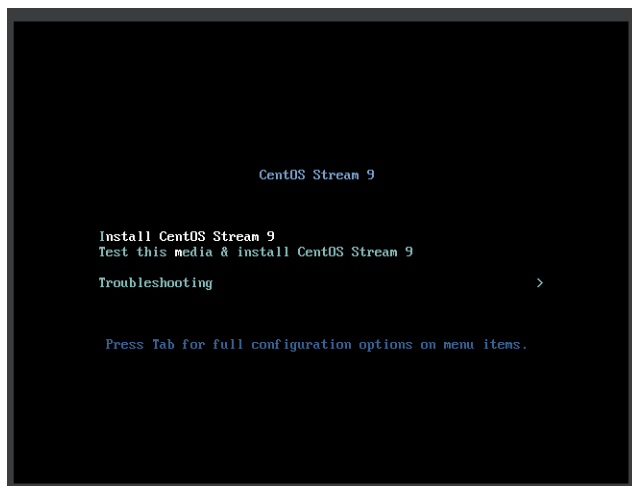 CentOS Stream 9
Install CentOS Stream 9
Test this media & install CentOS Stream 9
Troubleshooting >
Press Tab for full configuration options on menu items.